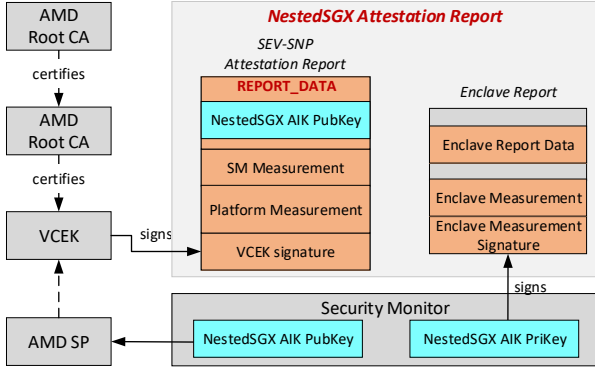 NestedSGX Attestation Report
AMD
Root CA
certifies
AMD
Root CA
certifies
VCEK
signs
AMD SP
SEV-SNP
Attestation Report
REPORT_DATA
NestedSGX AIK PubKey
SM Measurement
Platform Measurement
VCEK signature
Enclave Report
Enclave Report Data
Enclave Measurement
Enclave Measurement
Signature
signs
Security Monitor
NestedSGX AIK PubKey
NestedSGX AIK PriKey